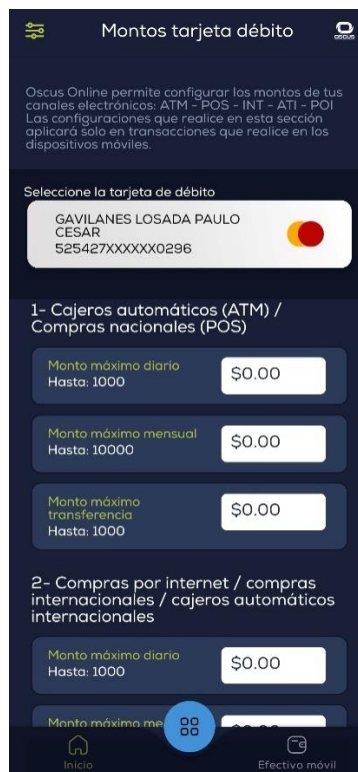 Montos tarjeta débito
OSCUS
Oscus Online permite configurar los montos de tus
canales electrónicos: ATM - POS - INT - ATI - POI
Las configuraciones que realice en esta sección
aplicará solo en transacciones que realice en los
dispositivos móviles.
Seleccione la tarjeta de débito
GAVILANES LOSADA PAULO
CESAR
525427XXXXXX0296
1- Cajeros automáticos (ATM) /
Compras nacionales (POS)
Monto máximo diario
Hasta: 1000
$0.00
Monto máximo mensual
Hasta: 10000
$0.00
Monto máximo
transferencia
Hasta: 1000
$0.00
2- Compras por internet / compras
internacionales / cajeros automáticos
internacionales
Monto máximo diario
Hasta: 1000
$0.00
Monto máximo me
Inicio
Efectivo móvil